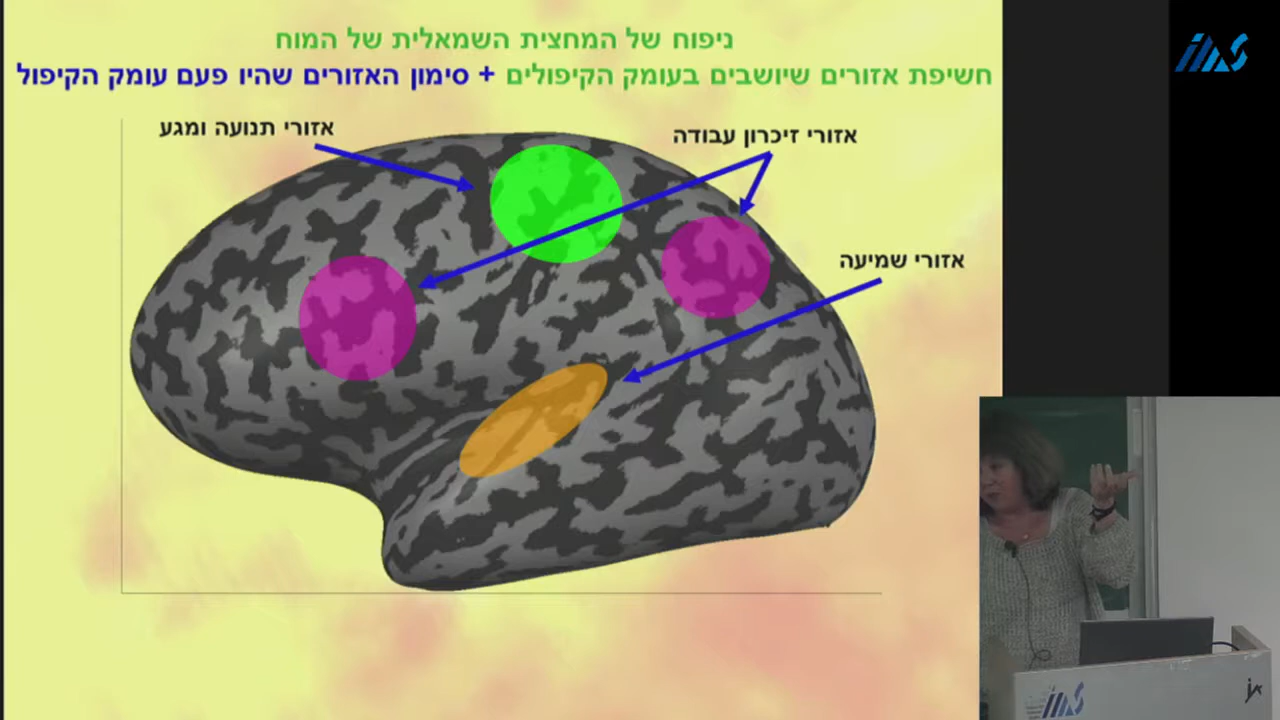 ניפוח של המחצית השמאלית של המוח
חשיפת אזורים שיושבים בעומק הקיפולים + סימון האזורים שהיו פעם עומק הקיפול
אזורי תנועה ומגע
אזורי זיכרון עבודה
אזורי שמיעה